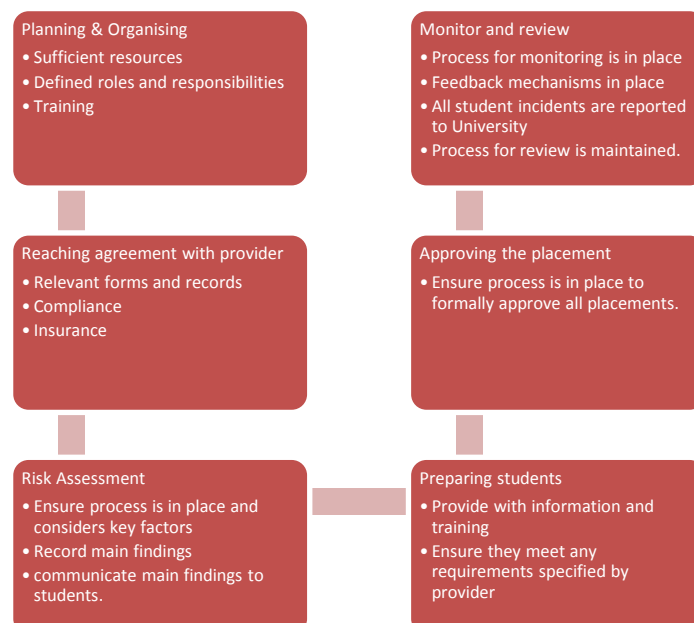 Planning & Organising
• Sufficient resources
• Defined roles and responsibilities
• Training
Reaching agreement with provider
• Relevant forms and records
• Compliance
• Insurance
Risk Assessment
• Ensure process is in place and
considers key factors
• Record main findings
• communicate main findings to
students.
Preparing students
• Provide with information and
training
• Ensure they meet any
requirements specified by
provider
Approving the placement
• Ensure process is in place to
formally approve all placements.
Monitor and review
• Process for monitoring is in place
• Feedback mechanisms in place
• All student incidents are reported
to University
• Process for review is maintained.